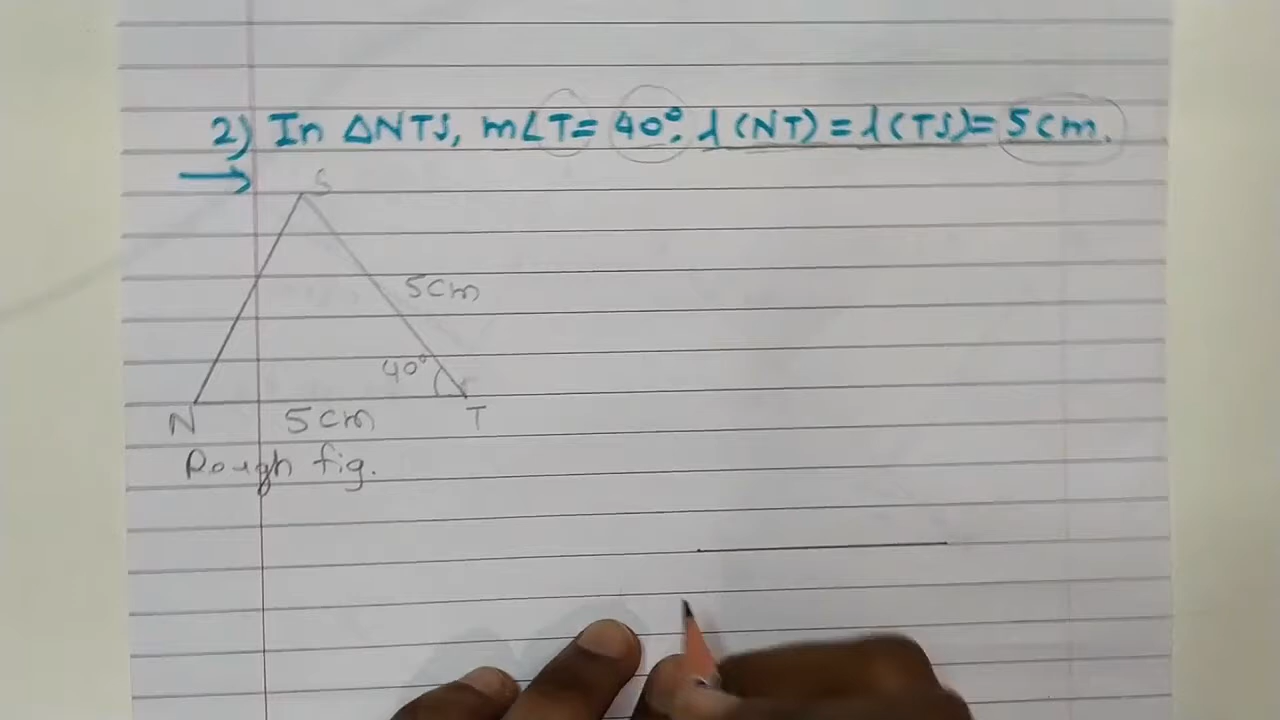 2) In ΔNTS, m∠T= 40°, l(NT) = l(TS)= 5cm.
S
5cm
40°
N 5cm T
Rough fig.